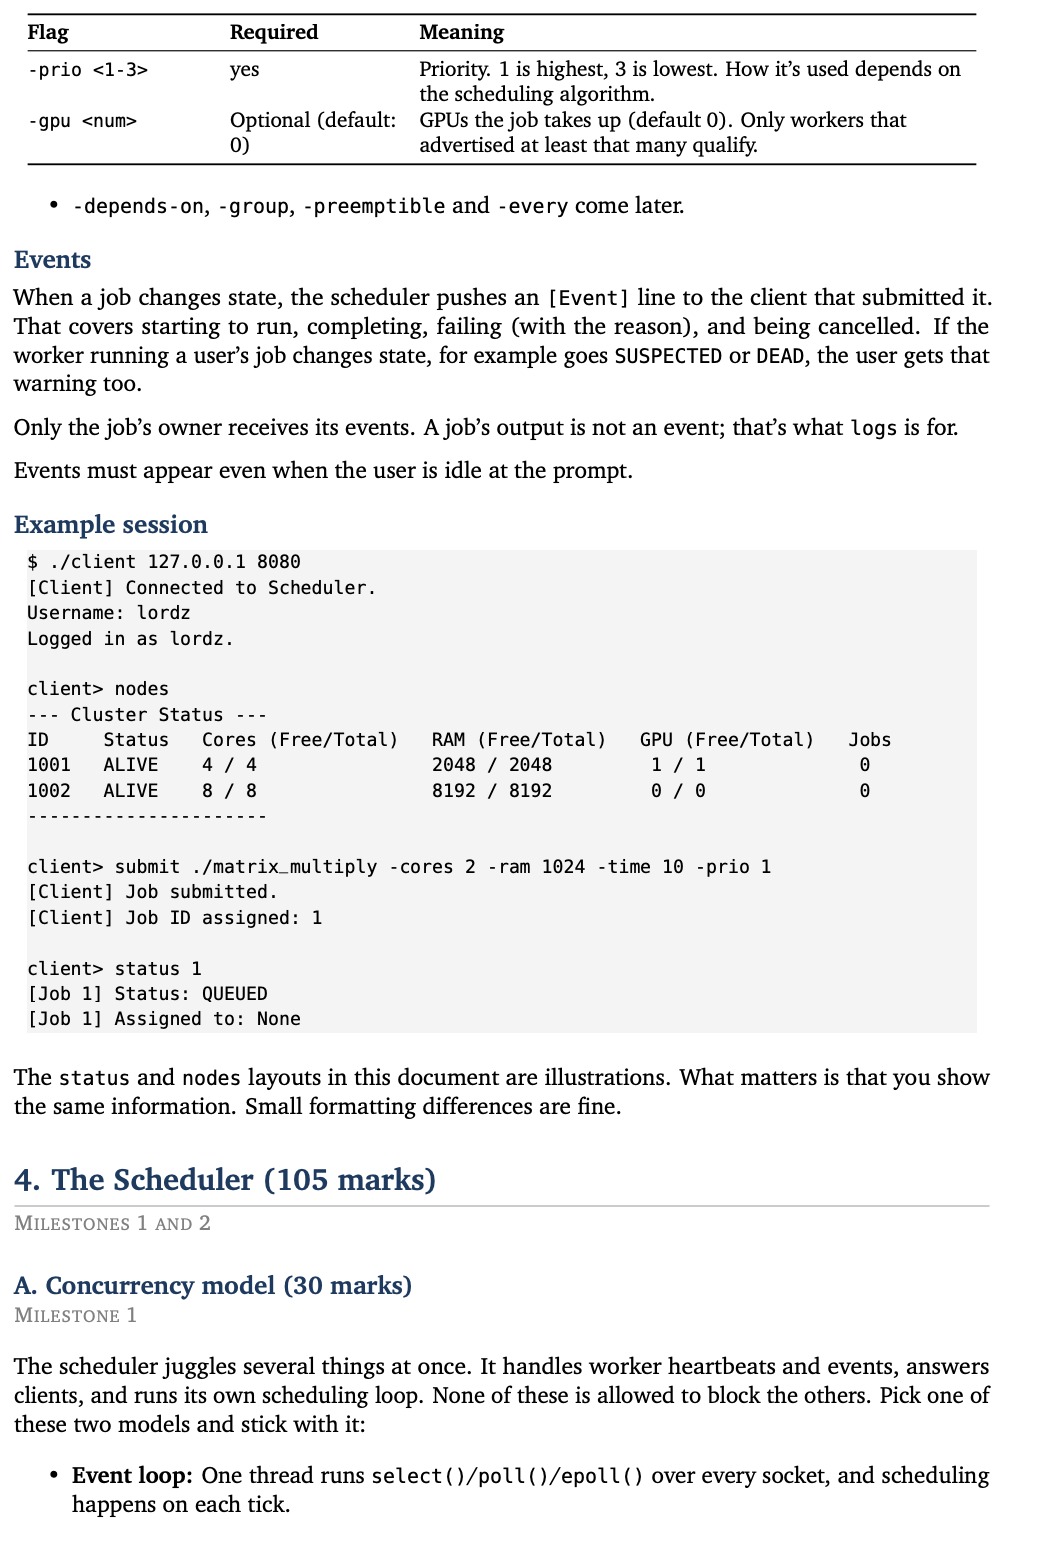 Flag Required Meaning
-prio <1-3> yes Priority. 1 is highest, 3 is lowest. How it’s used depends on
the scheduling algorithm.
-gpu <num> Optional (default: GPUs the job takes up (default 0). Only workers that
0) advertised at least that many qualify.
• -depends-on, -group, -preemptible and -every come later.
Events
When a job changes state, the scheduler pushes an [Event] line to the client that submitted it.
That covers starting to run, completing, failing (with the reason), and being cancelled. If the
worker running a user’s job changes state, for example goes SUSPECTED or DEAD, the user gets that
warning too.
Only the job’s owner receives its events. A job’s output is not an event; that’s what logs is for.
Events must appear even when the user is idle at the prompt.
Example session
$ ./client 127.0.0.1 8080
[Client] Connected to Scheduler.
Username: lordz
Logged in as lordz.
client> nodes
--- Cluster Status ---
ID Status Cores (Free/Total) RAM (Free/Total) GPU (Free/Total) Jobs
1001 ALIVE 4 / 4 2048 / 2048 1 / 1 0
1002 ALIVE 8 / 8 8192 / 8192 0 / 0 0
----------------------
client> submit ./matrix_multiply -cores 2 -ram 1024 -time 10 -prio 1
[Client] Job submitted.
[Client] Job ID assigned: 1
client> status 1
[Job 1] Status: QUEUED
[Job 1] Assigned to: None
The status and nodes layouts in this document are illustrations. What matters is that you show
the same information. Small formatting differences are fine.
4. The Scheduler (105 marks)
Milestones 1 and 2
A. Concurrency model (30 marks)
Milestone 1
The scheduler juggles several things at once. It handles worker heartbeats and events, answers
clients, and runs its own scheduling loop. None of these is allowed to block the others. Pick one of
these two models and stick with it:
• Event loop: One thread runs select()/poll()/epoll() over every socket, and scheduling
happens on each tick.